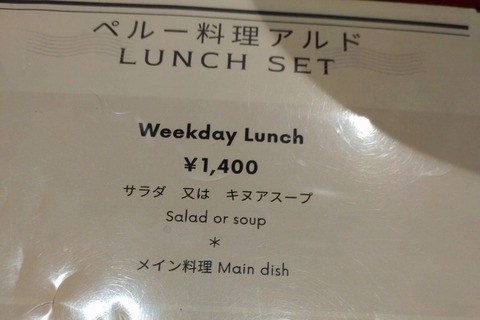 ペルー料理アルド
LUNCH SET
Weekday Lunch
¥1,400
サラダ 又は キヌアスープ
Salad or soup
*
メイン料理 Main dish